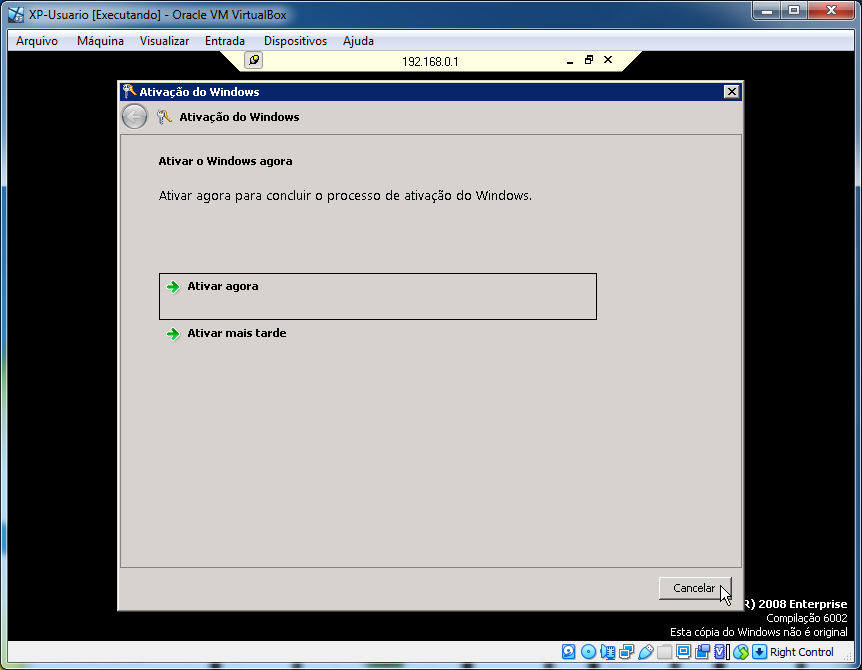 XP-Usuario [Executando] - Oracle VM VirtualBox
Arquivo Máquina Visualizar Entrada Dispositivos Ajuda
192.168.0.1
Ativação do Windows
Ativação do Windows
Ativar o Windows agora
Ativar agora para concluir o processo de ativação do Windows.
Ativar agora
Ativar mais tarde
Cancelar
R) 2008 Enterprise
Compilação 6002
Esta cópia do Windows não é original
Right Control